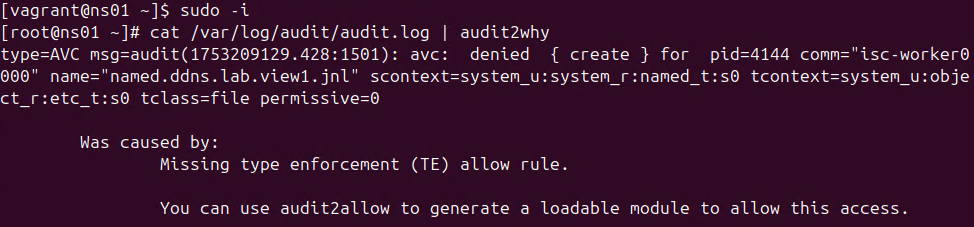 [vagrant@ns01 ~]$ sudo -i
[root@ns01 ~]# cat /var/log/audit/audit.log | audit2why
type=AVC msg=audit(1753209129.428:1501): avc:  denied  { create } for  pid=4144 comm="isc-worker0
000" name="named.ddns.lab.view1.jnl" scontext=system_u:system_r:named_t:s0 tcontext=system_u:obje
ct_r:etc_t:s0 tclass=file permissive=0
Was caused by:
Missing type enforcement (TE) allow rule.
You can use audit2allow to generate a loadable module to allow this access.